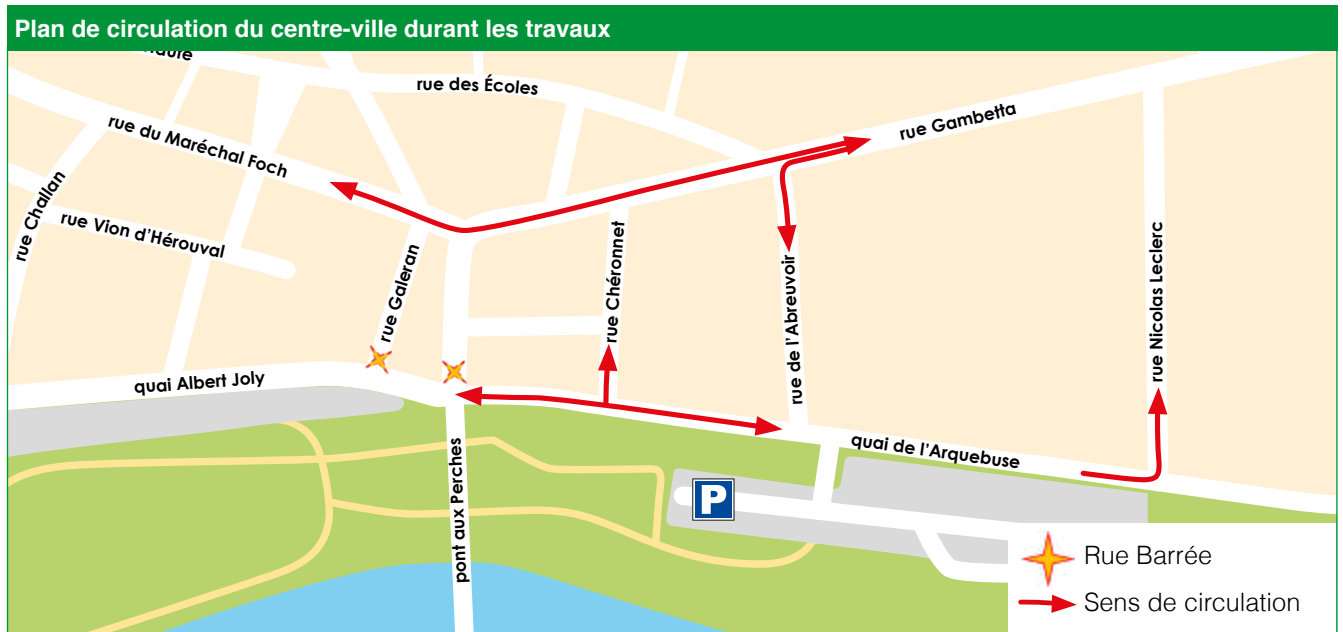 Plan de circulation du centre-ville durant les travaux
rue des Écoles
rue Gambetta
rue du Maréchal Foch
rue Challan
rue Vion d'Hérouval
rue Galeran
rue Chéronnet
rue de l'Abreuvoir
rue Nicolas Leclerc
quai Albert Joly
quai de l'Arquebuse
pont aux Perches
P
Rue Barrée
Sens de circulation